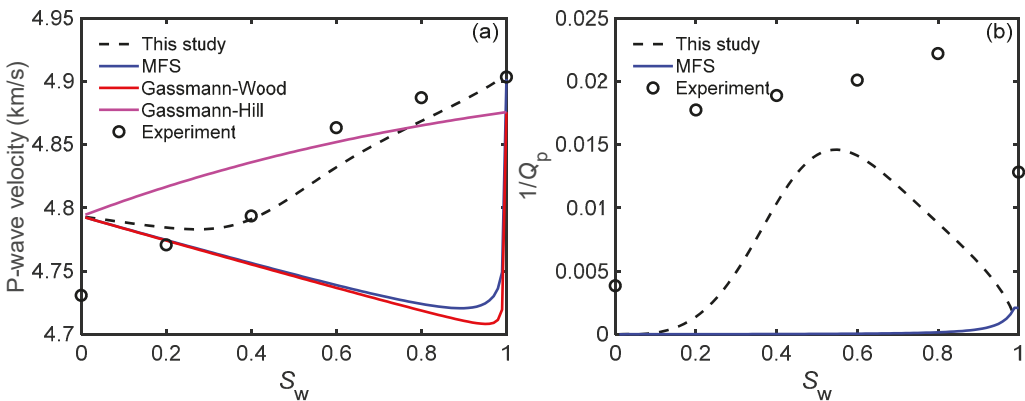 (a)
This study
MFS
Gassmann-Wood
Gassmann-Hill
Experiment
P-wave velocity (km/s)
4.95
4.9
4.85
4.8
4.75
4.7
0 0.2 0.4 0.6 0.8 1
Sw
(b)
This study
MFS
Experiment
1/Qp
0.025
0.02
0.015
0.01
0.005
0
0 0.2 0.4 0.6 0.8 1
Sw